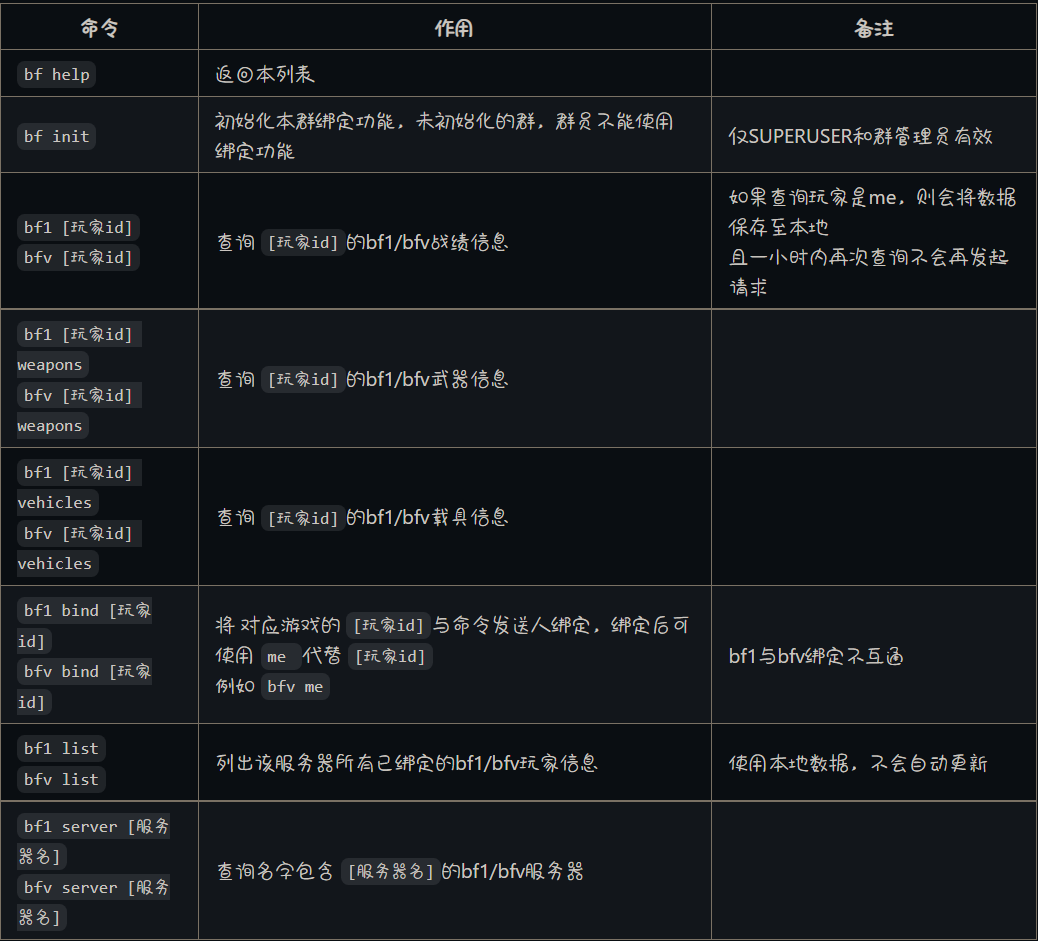 命令 作用 备注
bf help 返回本列表
bf init 初始化本群绑定功能，未初始化的群，群员不能使用
绑定功能 仅SUPERUSER和群管理员有效
bf1 [玩家id]
bfv [玩家id]
查询 [玩家id]的bf1/bfv战绩信息
如果查询玩家是me，则会将数据
保存至本地
且一小时内再次查询不会再发起
请求
bf1 [玩家id]
weapons
bfv [玩家id]
weapons
查询 [玩家id]的bf1/bfv武器信息
bf1 [玩家id]
vehicles
bfv [玩家id]
vehicles
查询 [玩家id]的bf1/bfv载具信息
bf1 bind [玩家
id]
bfv bind [玩家
id]
将 对应游戏的 [玩家id]与命令发送人绑定，绑定后可
使用 me 代替 [玩家id]
例如 bfv me
bf1与bfv绑定不互通
bf1 list
bfv list
列出该服务器所有已绑定的bf1/bfv玩家信息
使用本地数据，不会自动更新
bf1 server [服务
器名]
bfv server [服务
器名]
查询名字包含 [服务器名]的bf1/bfv服务器